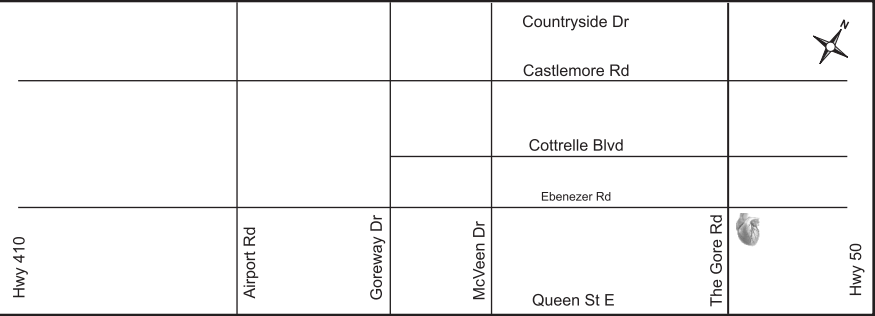 N
Countryside Dr
Castlemore Rd
Cottrelle Blvd
Ebenezer Rd
Hwy 410
Airport Rd
Goreway Dr
McVeen Dr
The Gore Rd
Hwy 50
Queen St E